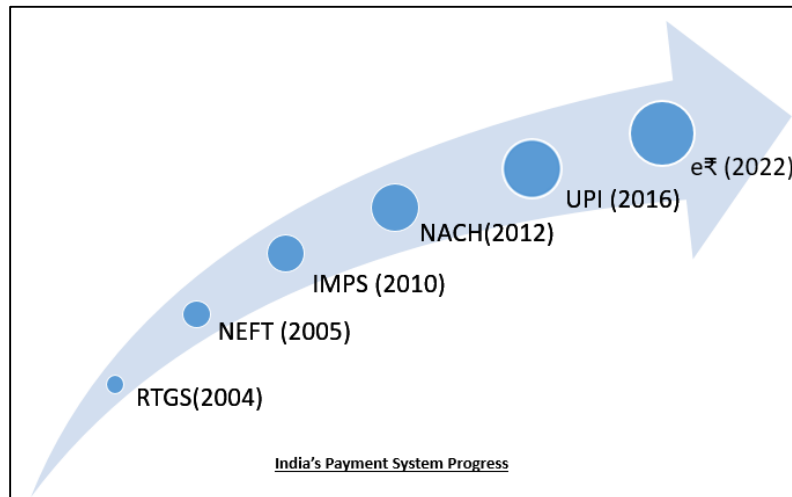 e₹ (2022)
UPI (2016)
NACH(2012)
IMPS (2010)
NEFT (2005)
RTGS(2004)
India's Payment System Progress